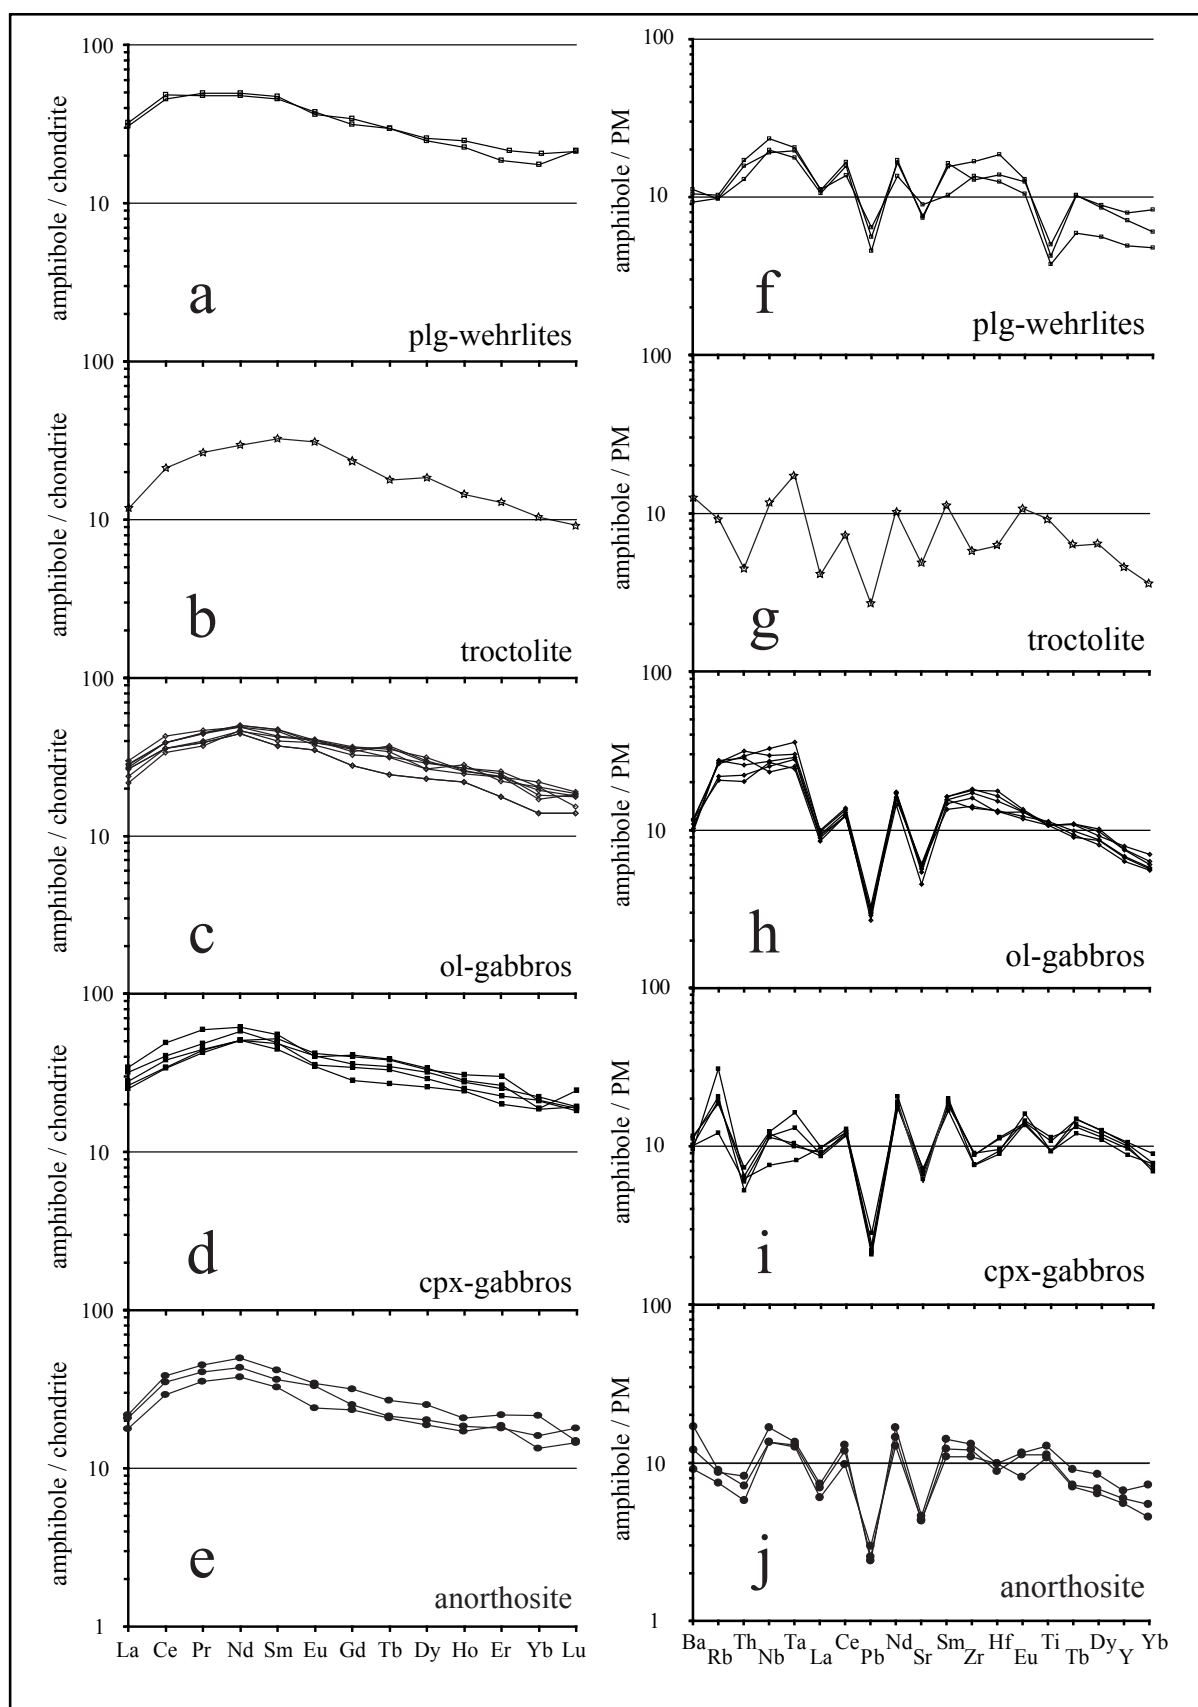 100
amphibole / chondrite
10
a
plg-wehrlites
100
amphibole / chondrite
10
b
troctolite
100
amphibole / chondrite
10
c
ol-gabbros
100
amphibole / chondrite
10
d
cpx-gabbros
100
amphibole / chondrite
10
e
anorthosite
1
La Ce Pr Nd Sm Eu Gd Tb Dy Ho Er Yb Lu
100
amphibole / PM
10
f
plg-wehrlites
100
amphibole / PM
10
g
troctolite
100
amphibole / PM
10
h
ol-gabbros
100
amphibole / PM
10
i
cpx-gabbros
100
amphibole / PM
10
j
anorthosite
1
Ba Rb Th Nb Ta La Ce Pb Nd Sr Sm Zr Hf Eu Ti Tb Dy Y Yb